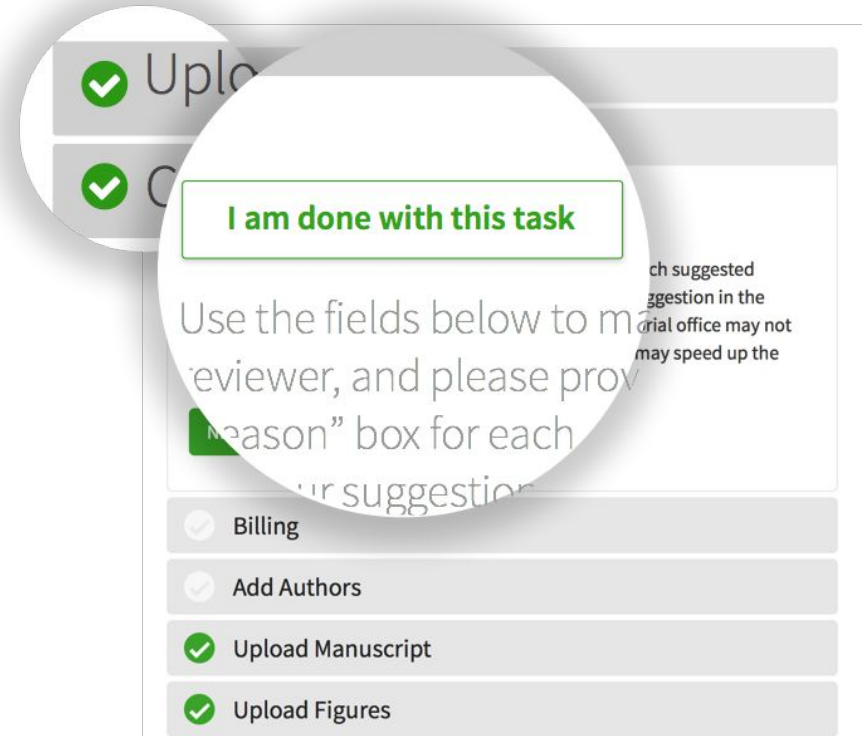 Uplo
C
I am done with this task
Use the fields below to ma
eviewer, and please prov
eason” box for each
ur suggestion
ch suggested
ggestion in the
rial office may not
may speed up the
N
Billing
Add Authors
Upload Manuscript
Upload Figures